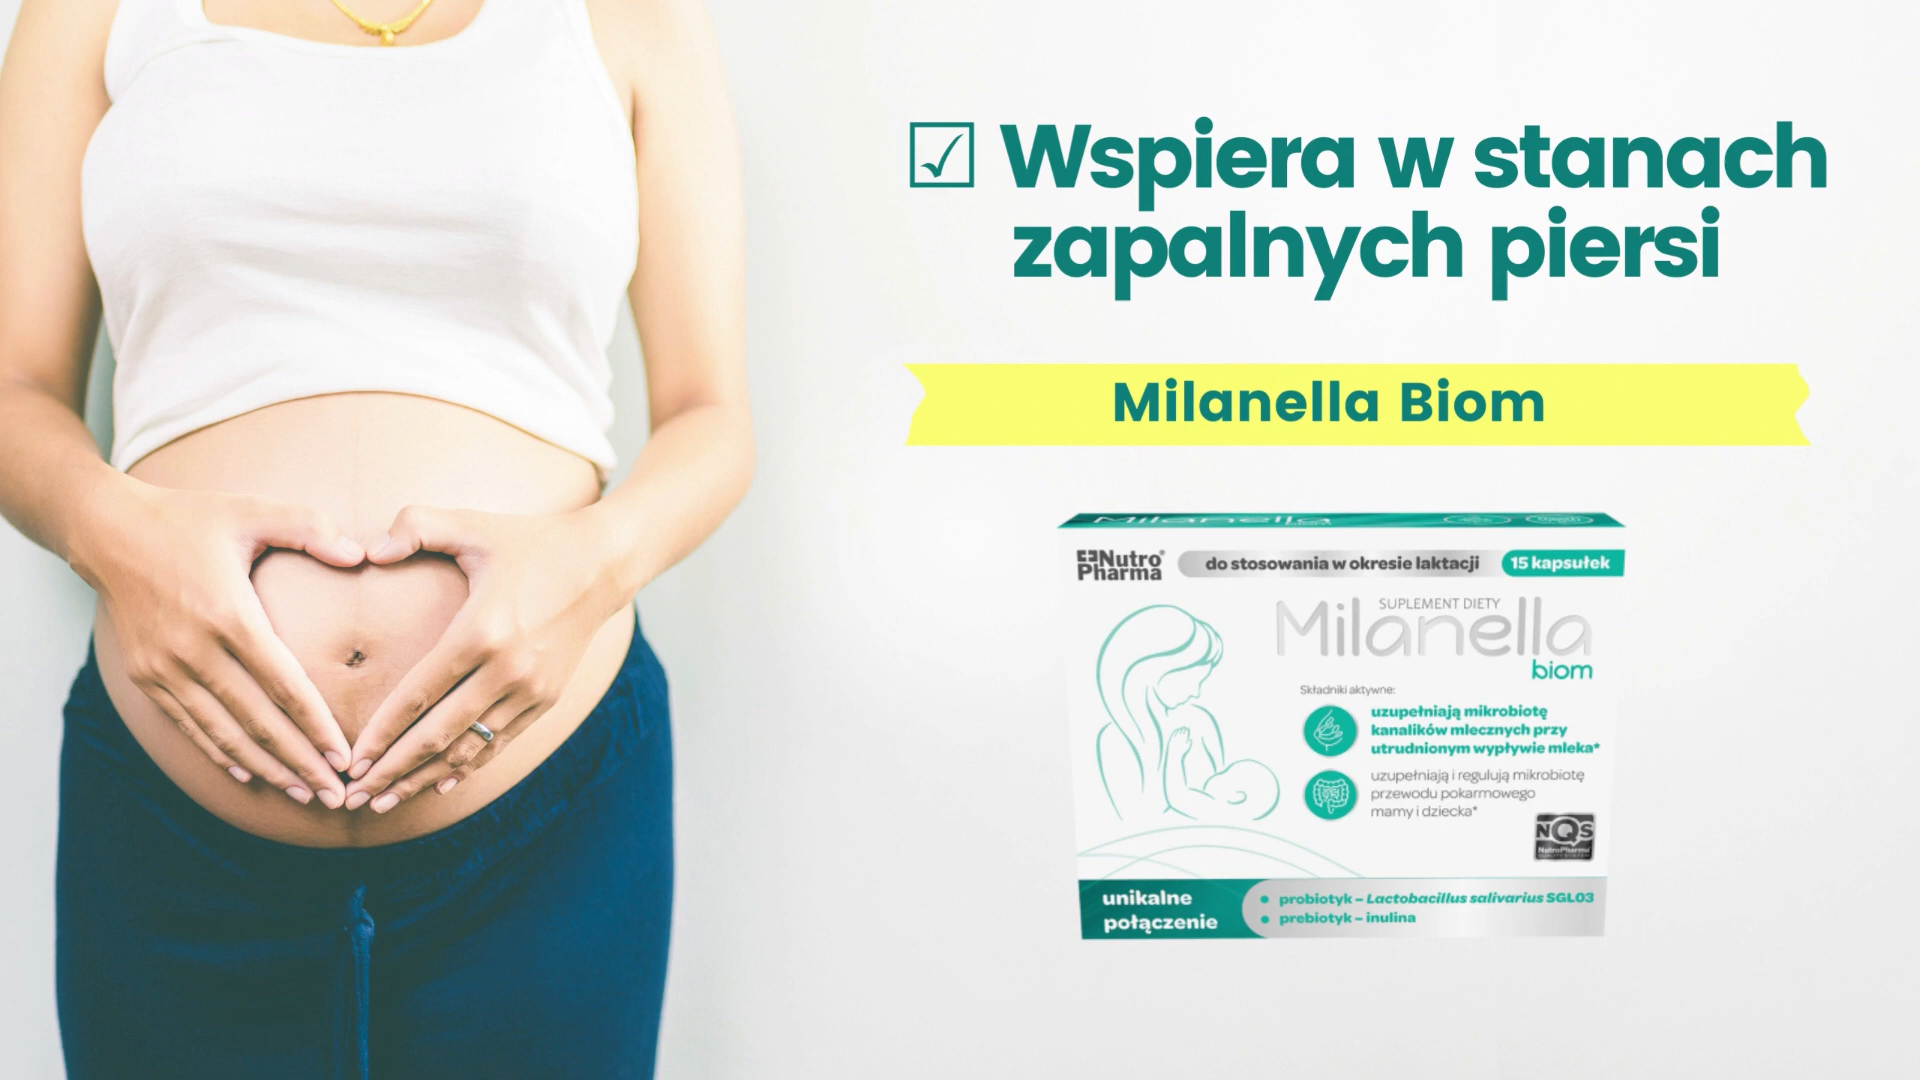 ☑ Wspiera w stanach
zapalnych piersi
Milanella Biom
Milanella
Nutro
Pharma
do stosowania w okresie laktacji
15 kapsułek
SUPLEMENT DIETY
Milanella
biom
Składniki aktywne:
uzupełniają mikrobiotę
kanalików mlecznych przy
utrudnionym wypływie mleka*
uzupełniają i regulują mikrobiotę
przewodu pokarmowego
mamy i dziecka*
NQS
NutroPharma
unikalne
połączenie
• probiotyk – Lactobacillus salivarius SGL03
• prebiotyk – inulina